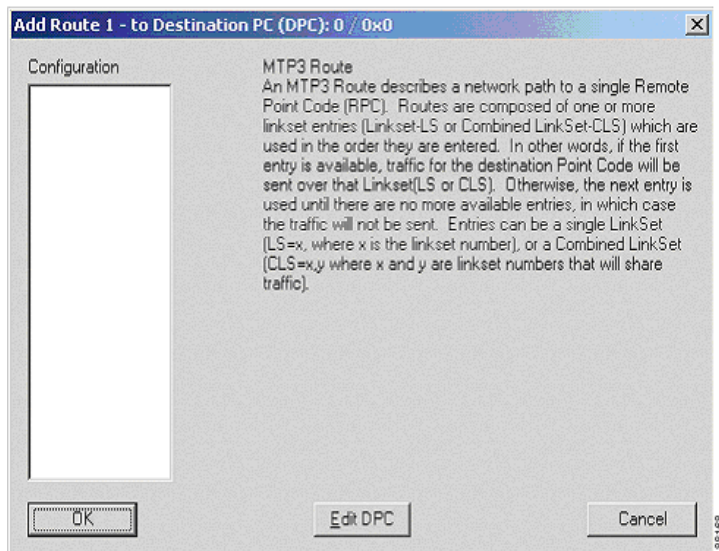 Add Route 1 - to Destination PC (DPC): 0 / 0x0
Configuration
MTP3 Route
An MTP3 Route describes a network path to a single Remote
Point Code (RPC). Routes are composed of one or more
linkset entries (Linkset-LS or Combined LinkSet-CLS) which are
used in the order they are entered. In other words, if the first
entry is available, traffic for the destination Point Code will be
sent over that Linkset(LS or CLS). Otherwise, the next entry is
used until there are no more available entries, in which case
the traffic will not be sent. Entries can be a single LinkSet
(LS=x, where x is the linkset number), or a Combined LinkSet
(CLS=x,y where x and y are linkset numbers that will share
traffic).
OK
Edit DPC
Cancel